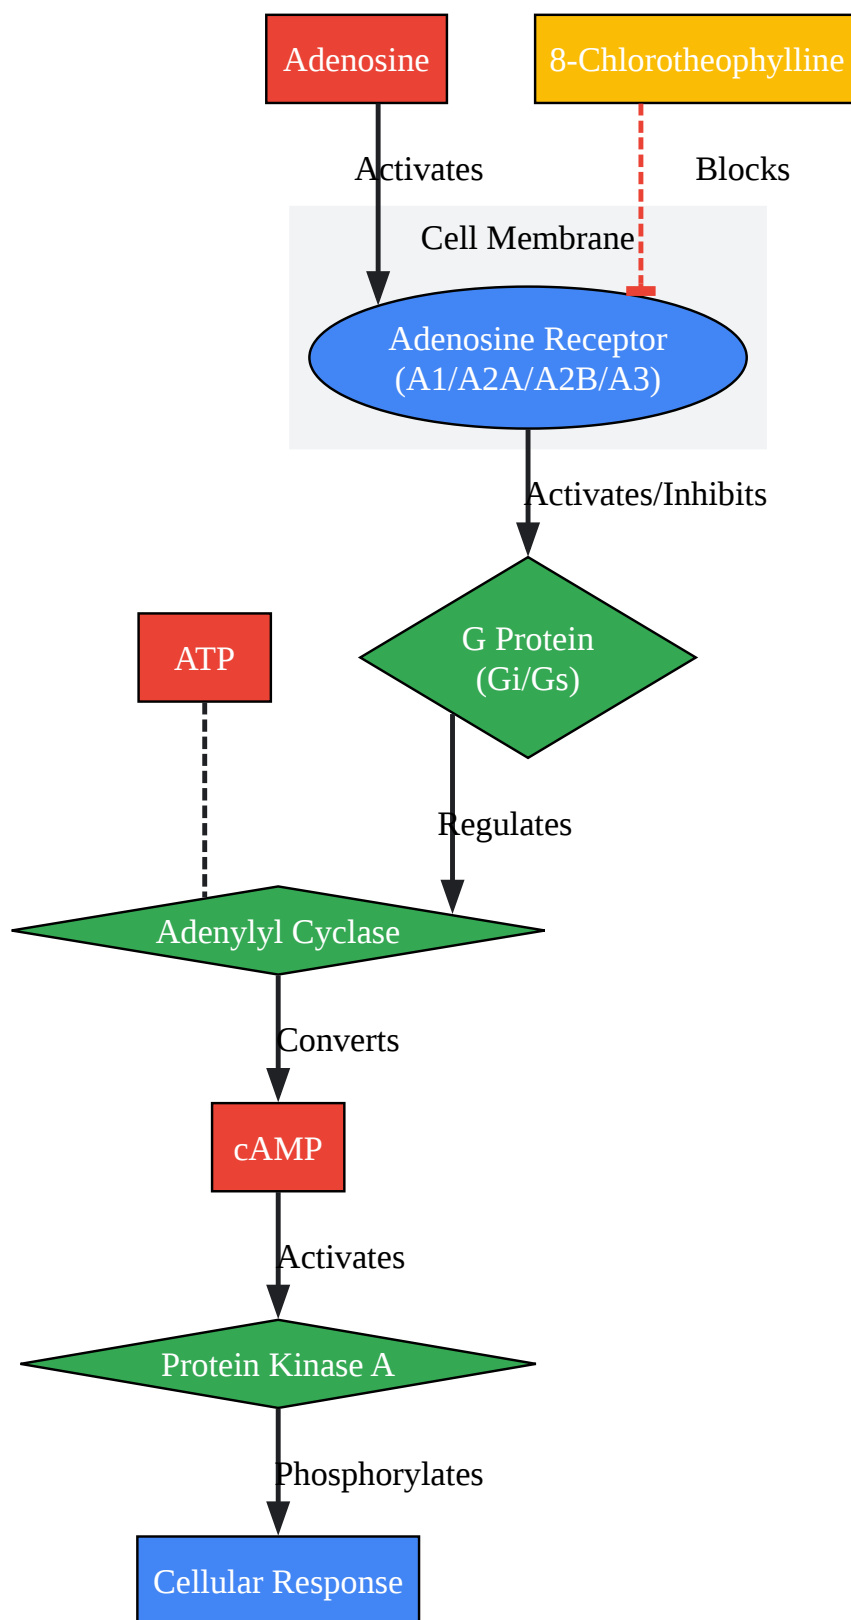 Adenosine
8-Chlorotheophylline
Activates
Blocks
Cell Membrane
Adenosine Receptor
(A1/A2A/A2B/A3)
Activates/Inhibits
G Protein
(Gi/Gs)
ATP
Regulates
Adenylyl Cyclase
Converts
cAMP
Activates
Protein Kinase A
Phosphorylates
Cellular Response